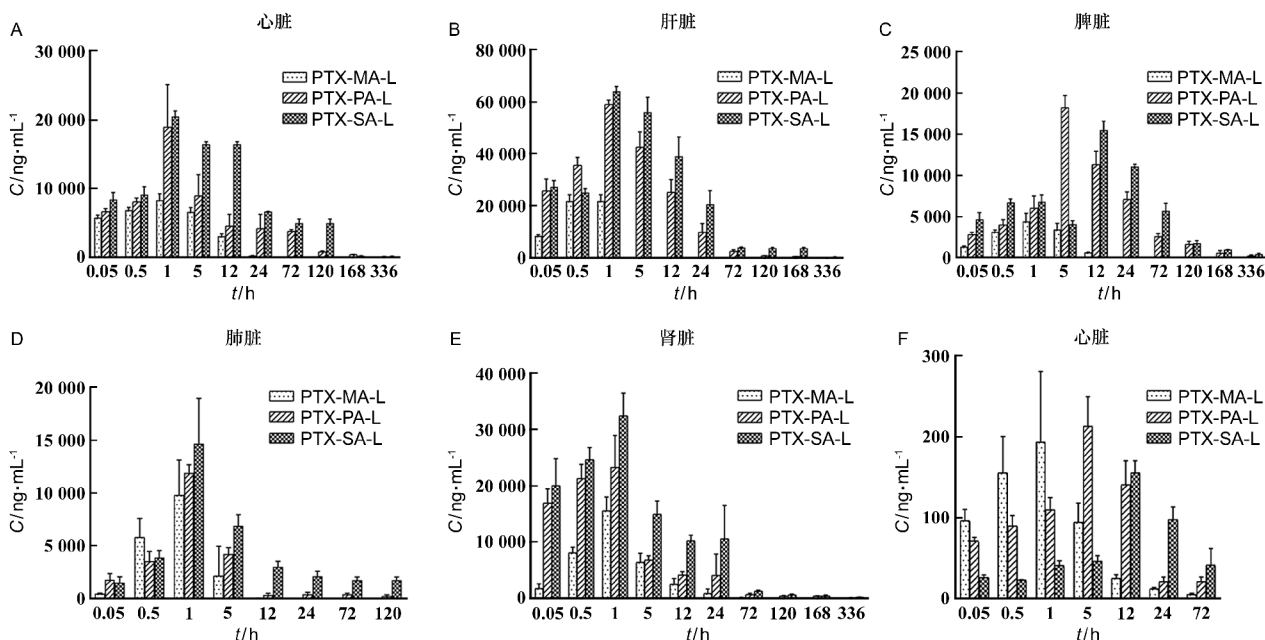 A
心脏
C/ng·mL⁻¹
30 000
20 000
10 000
0
PTX-MA-L
PTX-PA-L
PTX-SA-L
0.05 0.5 1 5 12 24 72 120 168 336
t/h
B
肝脏
C/ng·mL⁻¹
80 000
60 000
40 000
20 000
0
PTX-MA-L
PTX-PA-L
PTX-SA-L
0.05 0.5 1 5 12 24 72 120 168 336
t/h
C
脾脏
C/ng·mL⁻¹
25 000
20 000
15 000
10 000
5 000
0
PTX-MA-L
PTX-PA-L
PTX-SA-L
0.05 0.5 1 5 12 24 72 120 168 336
t/h
D
肺脏
C/ng·mL⁻¹
20 000
15 000
10 000
5 000
0
PTX-MA-L
PTX-PA-L
PTX-SA-L
0.05 0.5 1 5 12 24 72 120
t/h
E
肾脏
C/ng·mL⁻¹
40 000
30 000
20 000
10 000
0
PTX-MA-L
PTX-PA-L
PTX-SA-L
0.05 0.5 1 5 12 24 72 120 168 336
t/h
F
心脏
C/ng·mL⁻¹
300
200
100
0
PTX-MA-L
PTX-PA-L
PTX-SA-L
0.05 0.5 1 5 12 24 72
t/h